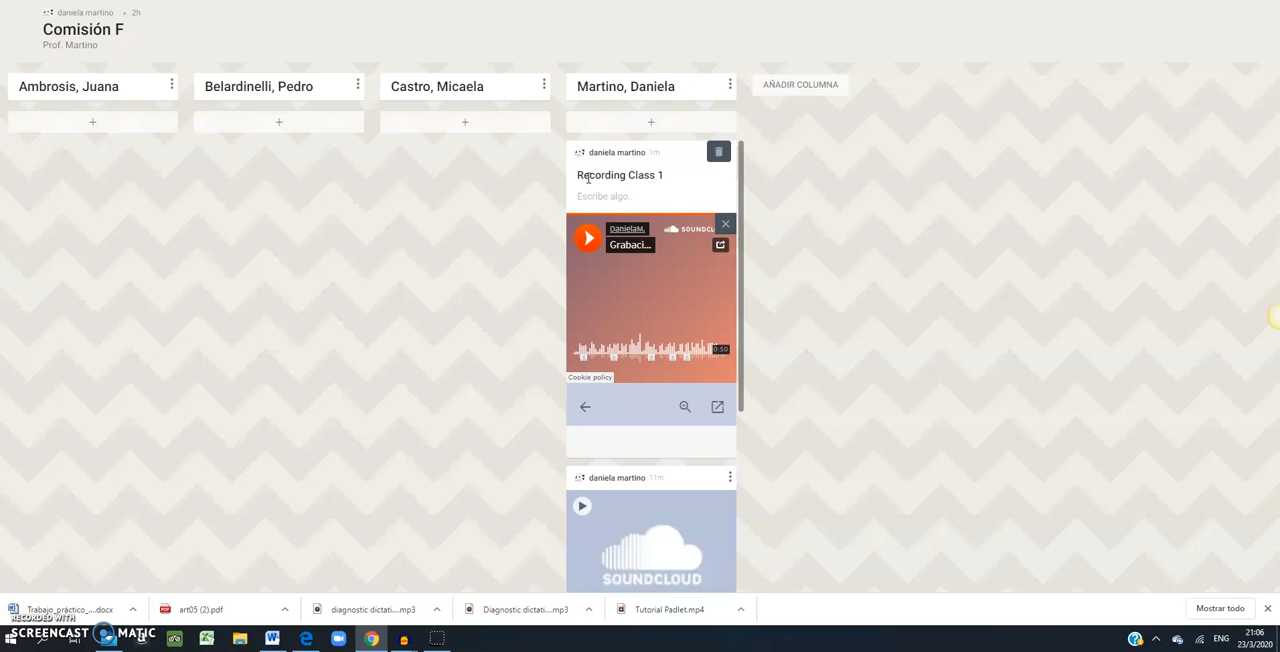 daniela martino • 2h
Comisión F
Prof. Martino
Ambrosis, Juana
Belardinelli, Pedro
Castro, Micaela
Martino, Daniela
AÑADIR COLUMNA
+ + + +
daniela martino 1m
Recording Class 1
Escribe algo...
DanielaM.
SOUNDCL
Grabaci...
0:50
Cookie policy
daniela martino 11m
SOUNDCLOUD
Trabajo_práctico_....docx
art05 (2).pdf
diagnostic dictati....mp3
Diagnostic dictati....mp3
Tutorial Padlet.mp4
Mostrar todo
RECORDED WITH
SCREENCAST MATIC
ENG
21:06
23/3/2020